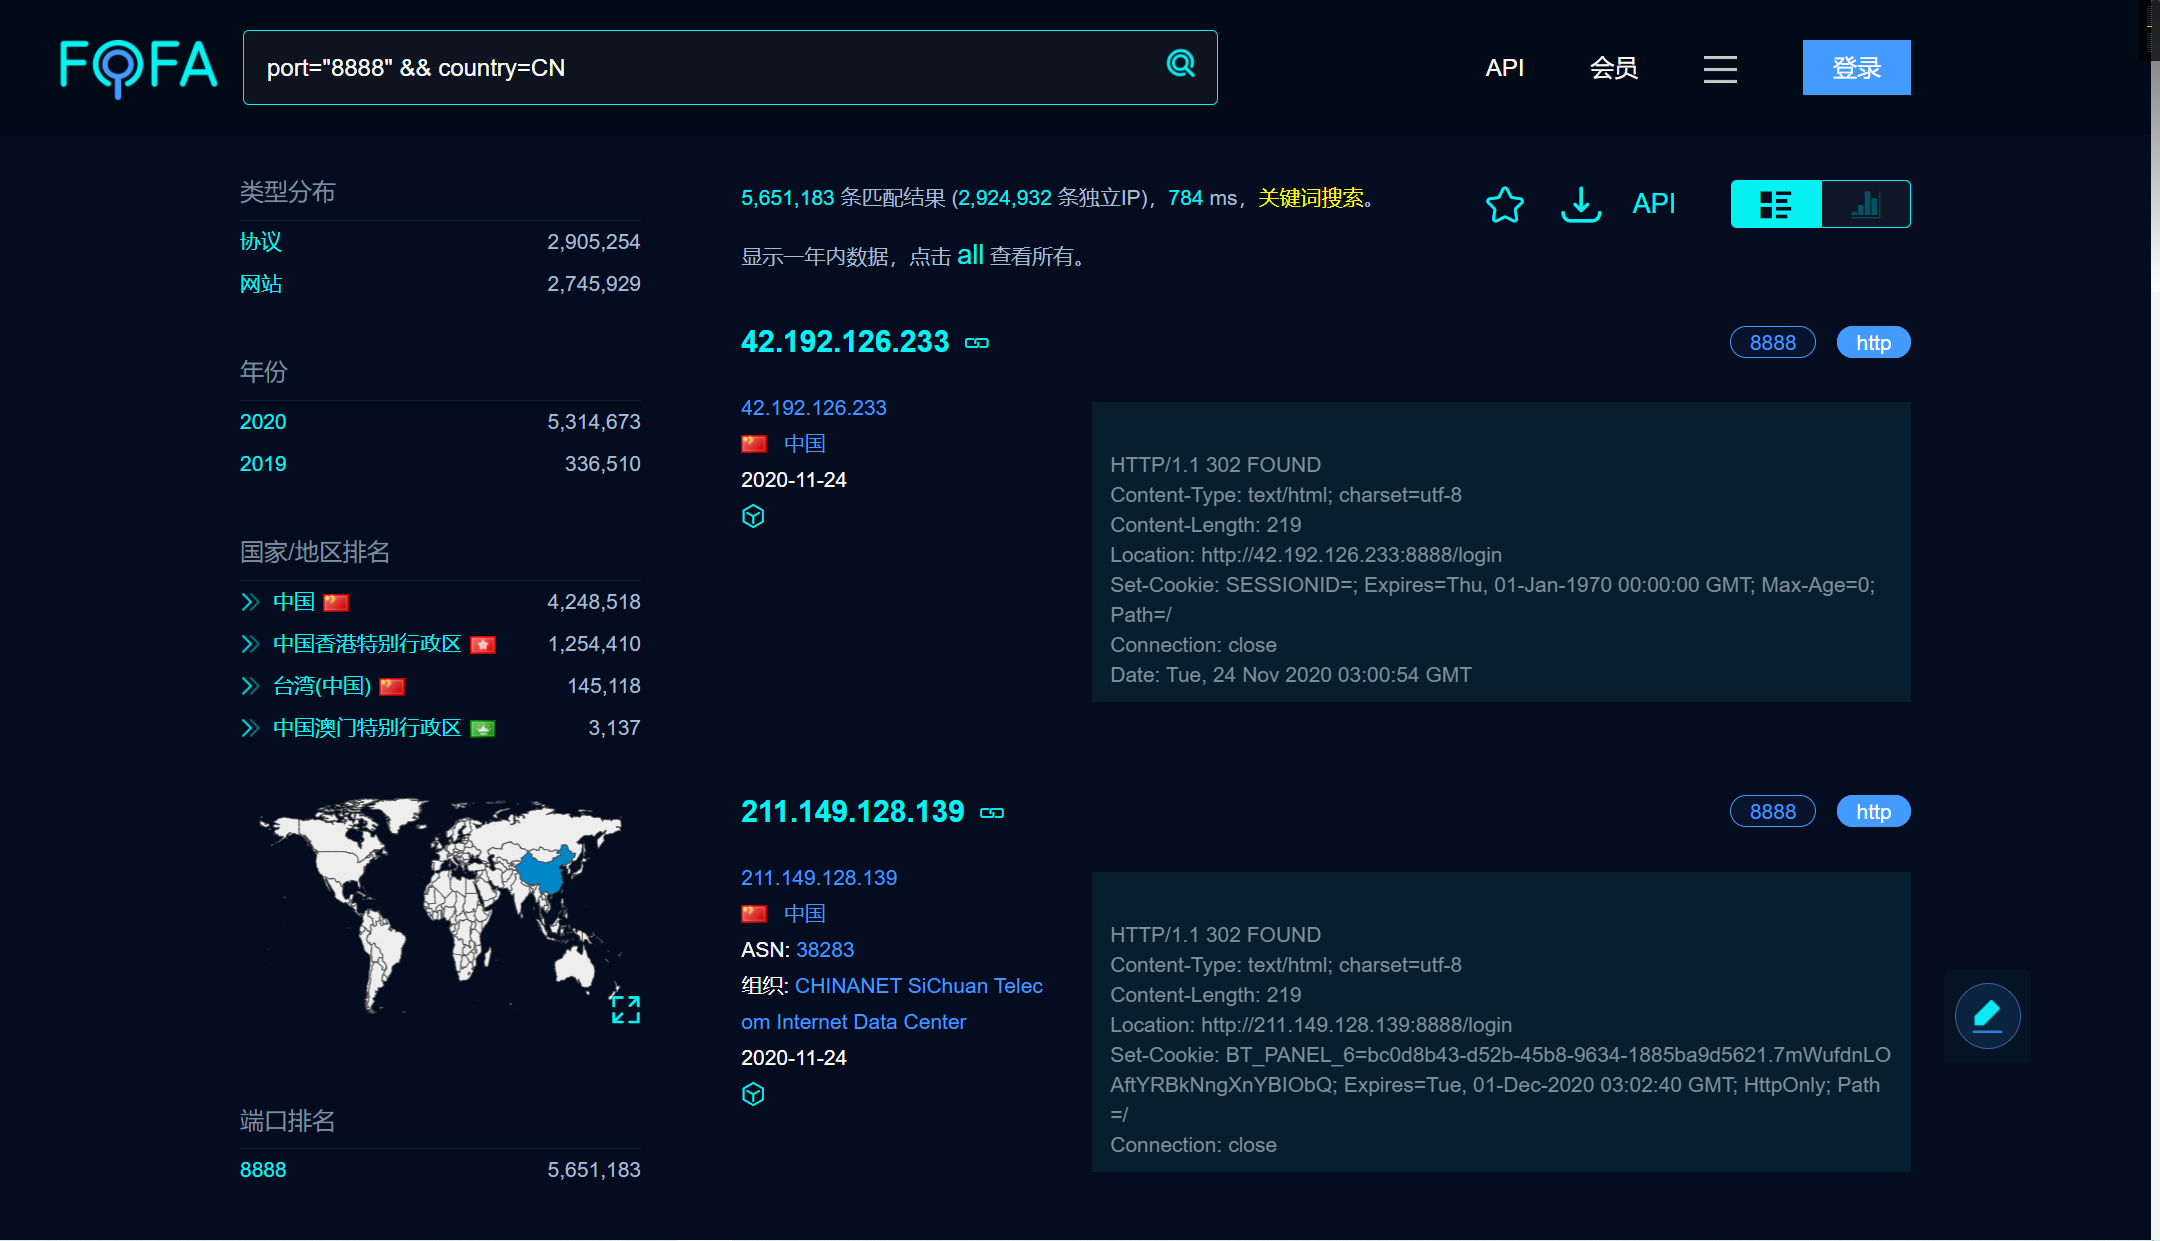 FOFA
port="8888" && country=CN
API
会员
登录
类型分布
协议 2,905,254
网站 2,745,929
年份
2020 5,314,673
2019 336,510
国家/地区排名
中国 4,248,518
中国香港特别行政区 1,254,410
台湾(中国) 145,118
中国澳门特别行政区 3,137
端口排名
8888 5,651,183
5,651,183 条匹配结果 (2,924,932 条独立IP)，784 ms，关键词搜索。
API
显示一年内数据，点击 all 查看所有。
42.192.126.233
8888
http
42.192.126.233
中国
2020-11-24
HTTP/1.1 302 FOUND
Content-Type: text/html; charset=utf-8
Content-Length: 219
Location: http://42.192.126.233:8888/login
Set-Cookie: SESSIONID=; Expires=Thu, 01-Jan-1970 00:00:00 GMT; Max-Age=0;
Path=/
Connection: close
Date: Tue, 24 Nov 2020 03:00:54 GMT
211.149.128.139
8888
http
211.149.128.139
中国
ASN: 38283
组织: CHINANET SiChuan Telec
om Internet Data Center
2020-11-24
HTTP/1.1 302 FOUND
Content-Type: text/html; charset=utf-8
Content-Length: 219
Location: http://211.149.128.139:8888/login
Set-Cookie: BT_PANEL_6=bc0d8b43-d52b-45b8-9634-1885ba9d5621.7mWufdnLO
AftYRBkNngXnYBIObQ; Expires=Tue, 01-Dec-2020 03:02:40 GMT; HttpOnly; Path
=/
Connection: close